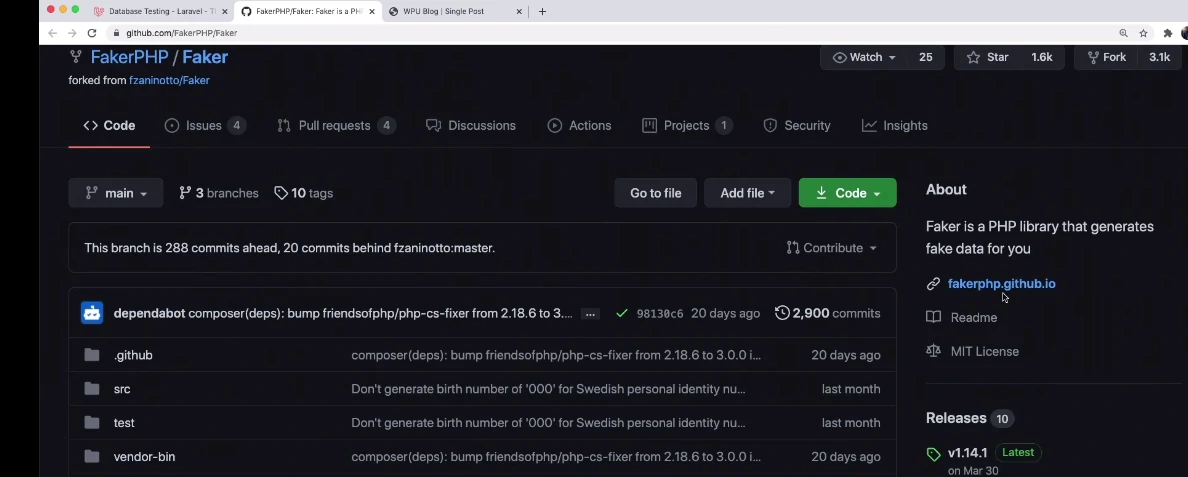 Database Testing - Laravel - Th
FakerPHP/Faker: Faker is a PH
WPU Blog | Single Post
github.com/FakerPHP/Faker
FakerPHP / Faker
Watch 25
Star 1.6k
Fork 3.1k
forked from fzaninotto/Faker
Code
Issues 4
Pull requests 4
Discussions
Actions
Projects 1
Security
Insights
main
3 branches
10 tags
Go to file
Add file
Code
This branch is 288 commits ahead, 20 commits behind fzaninotto:master.
Contribute
dependabot composer(deps): bump friendsofphp/php-cs-fixer from 2.18.6 to 3.... ... 98130c6 20 days ago 2,900 commits
.github composer(deps): bump friendsofphp/php-cs-fixer from 2.18.6 to 3.0.0 i... 20 days ago
src Don't generate birth number of '000' for Swedish personal identity nu... last month
test Don't generate birth number of '000' for Swedish personal identity nu... last month
vendor-bin composer(deps): bump friendsofphp/php-cs-fixer from 2.18.6 to 3.0.0 i... 20 days ago
About
Faker is a PHP library that generates
fake data for you
fakerphp.github.io
Readme
MIT License
Releases 10
v1.14.1 Latest
on Mar 30